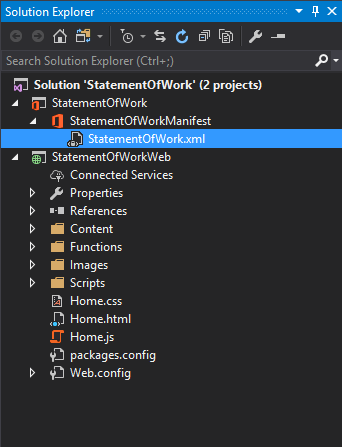 Solution Explorer
Search Solution Explorer (Ctrl+;)
Solution 'StatementOfWork' (2 projects)
StatementOfWork
StatementOfWorkManifest
StatementOfWork.xml
StatementOfWorkWeb
Connected Services
Properties
References
Content
Functions
Images
Scripts
Home.css
Home.html
Home.js
packages.config
Web.config